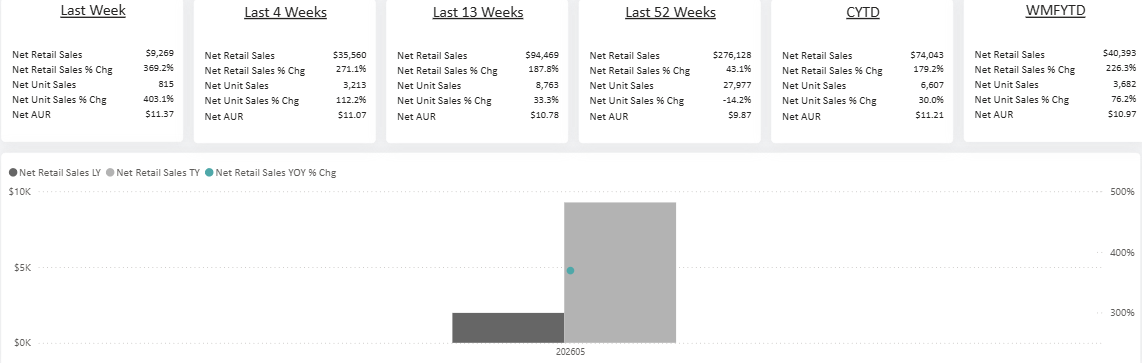 Last Week
Net Retail Sales $9,269
Net Retail Sales % Chg 369.2%
Net Unit Sales 815
Net Unit Sales % Chg 403.1%
Net AUR $11.37
Last 4 Weeks
Net Retail Sales $35,560
Net Retail Sales % Chg 271.1%
Net Unit Sales 3,213
Net Unit Sales % Chg 112.2%
Net AUR $11.07
Last 13 Weeks
Net Retail Sales $94,469
Net Retail Sales % Chg 187.8%
Net Unit Sales 8,763
Net Unit Sales % Chg 33.3%
Net AUR $10.78
Last 52 Weeks
Net Retail Sales $276,128
Net Retail Sales % Chg 43.1%
Net Unit Sales 27,977
Net Unit Sales % Chg -14.2%
Net AUR $9.87
CYTD
Net Retail Sales $74,043
Net Retail Sales % Chg 179.2%
Net Unit Sales 6,607
Net Unit Sales % Chg 30.0%
Net AUR $11.21
WMFYTD
Net Retail Sales $40,393
Net Retail Sales % Chg 226.3%
Net Unit Sales 3,682
Net Unit Sales % Chg 76.2%
Net AUR $10.97
Net Retail Sales LY Net Retail Sales TY Net Retail Sales YOY % Chg
$10K 500%
400%
$5K
300%
$0K
202605